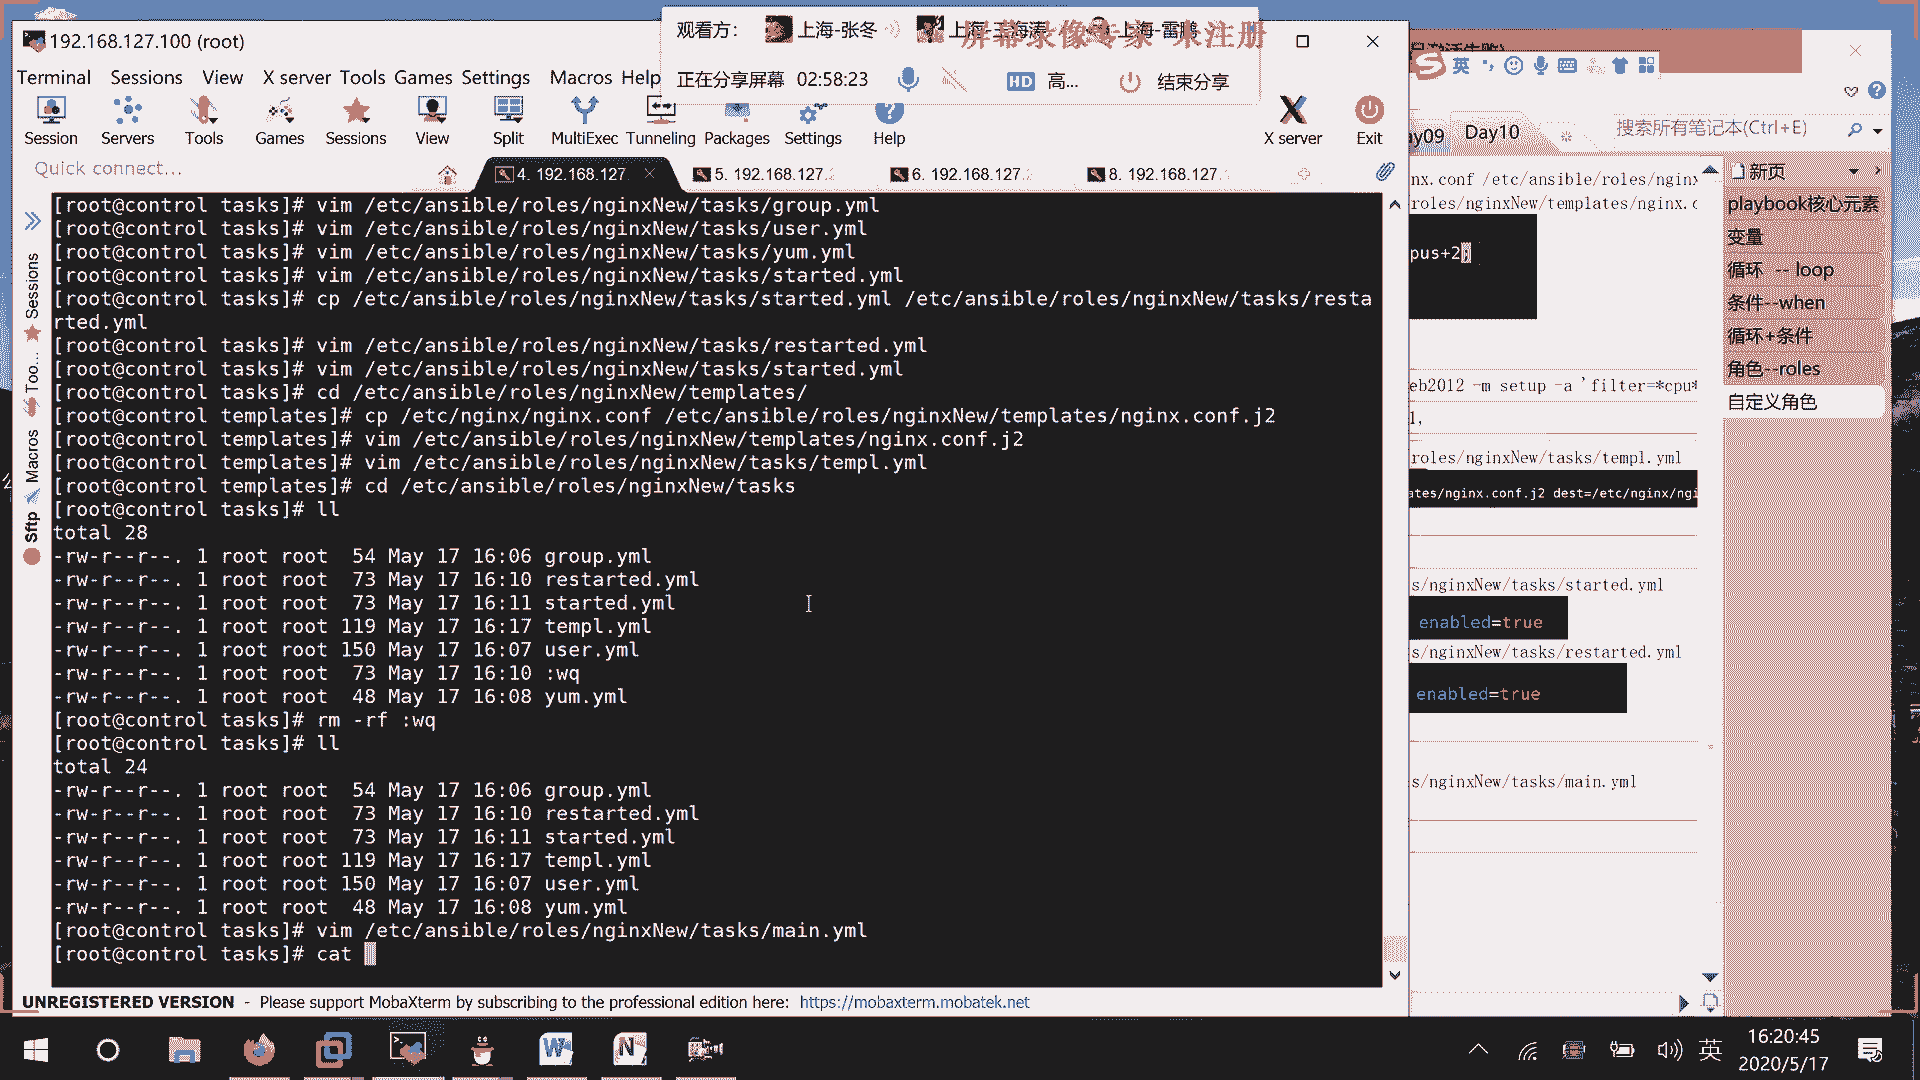 192.168.127.100 (root)
观看方: 上海-张冬 上海-王海涛 上海-雷鹏
屏幕录像专家 未注册
正在分享屏幕 02:58:23 HD 高... 结束分享
Terminal Sessions View X server Tools Games Settings Macros Help
Session Servers Tools Games Sessions View Split MultiExec Tunneling Packages Settings Help X server Exit
Quick connect...
4. 192.168.127. 5. 192.168.127. 6. 192.168.127. 8. 192.168.127.
Sessions
Too...
Macros
Sftp
[root@control tasks]# vim /etc/ansible/roles/nginxNew/tasks/group.yml
[root@control tasks]# vim /etc/ansible/roles/nginxNew/tasks/user.yml
[root@control tasks]# vim /etc/ansible/roles/nginxNew/tasks/yum.yml
[root@control tasks]# vim /etc/ansible/roles/nginxNew/tasks/started.yml
[root@control tasks]# cp /etc/ansible/roles/nginxNew/tasks/started.yml /etc/ansible/roles/nginxNew/tasks/resta
rted.yml
[root@control tasks]# vim /etc/ansible/roles/nginxNew/tasks/restarted.yml
[root@control tasks]# vim /etc/ansible/roles/nginxNew/tasks/started.yml
[root@control tasks]# cd /etc/ansible/roles/nginxNew/templates/
[root@control templates]# cp /etc/nginx/nginx.conf /etc/ansible/roles/nginxNew/templates/nginx.conf.j2
[root@control templates]# vim /etc/ansible/roles/nginxNew/templates/nginx.conf.j2
[root@control templates]# vim /etc/ansible/roles/nginxNew/tasks/templ.yml
[root@control templates]# cd /etc/ansible/roles/nginxNew/tasks
[root@control tasks]# ll
total 28
-rw-r--r--. 1 root root 54 May 17 16:06 group.yml
-rw-r--r--. 1 root root 73 May 17 16:10 restarted.yml
-rw-r--r--. 1 root root 73 May 17 16:11 started.yml
-rw-r--r--. 1 root root 119 May 17 16:17 templ.yml
-rw-r--r--. 1 root root 150 May 17 16:07 user.yml
-rw-r--r--. 1 root root 73 May 17 16:10 :wq
-rw-r--r--. 1 root root 48 May 17 16:08 yum.yml
[root@control tasks]# rm -rf :wq
[root@control tasks]# ll
total 24
-rw-r--r--. 1 root root 54 May 17 16:06 group.yml
-rw-r--r--. 1 root root 73 May 17 16:10 restarted.yml
-rw-r--r--. 1 root root 73 May 17 16:11 started.yml
-rw-r--r--. 1 root root 119 May 17 16:17 templ.yml
-rw-r--r--. 1 root root 150 May 17 16:07 user.yml
-rw-r--r--. 1 root root 48 May 17 16:08 yum.yml
[root@control tasks]# vim /etc/ansible/roles/nginxNew/tasks/main.yml
[root@control tasks]# cat
UNREGISTERED VERSION - Please support MobaXterm by subscribing to the professional edition here: https://mobaxterm.mobatek.net
英
ay09 Day10 搜索所有笔记本(Ctrl+E)
nx.conf /etc/ansible/roles/nginx
roles/nginxNew/templates/nginx.c
pus+2
eb2012 -m setup -a 'filter=*cpu*
l,
roles/nginxNew/tasks/templ.yml
ates/nginx.conf.j2 dest=/etc/nginx/ngi
s/nginxNew/tasks/started.yml
enabled=true
s/nginxNew/tasks/restarted.yml
enabled=true
s/nginxNew/tasks/main.yml
新页
playbook核心元素
变量
循环 -- loop
条件--when
循环+条件
角色--roles
自定义角色
英
16:20:45
2020/5/17